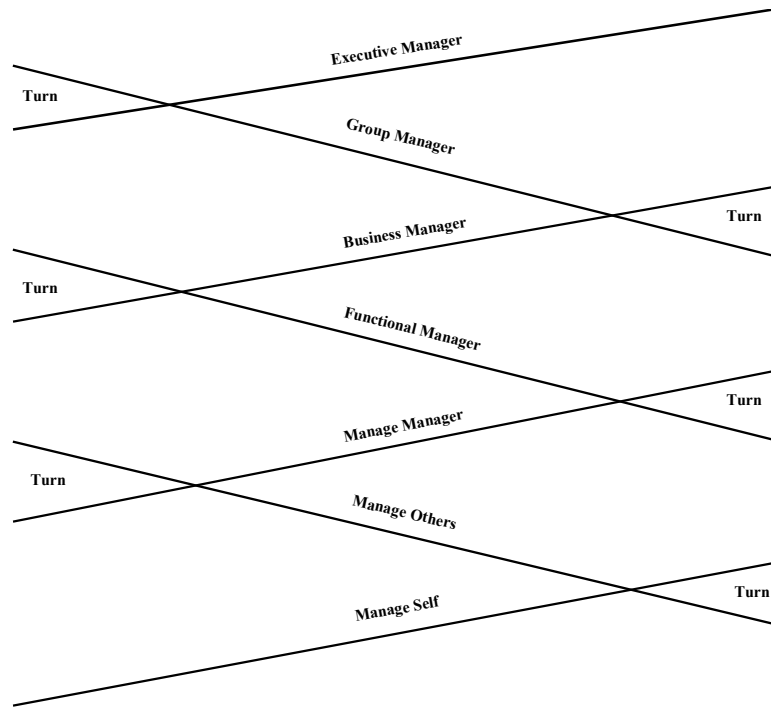 Executive Manager
Turn
Group Manager
Turn
Business Manager
Turn
Functional Manager
Turn
Manage Manager
Turn
Manage Others
Turn
Manage Self